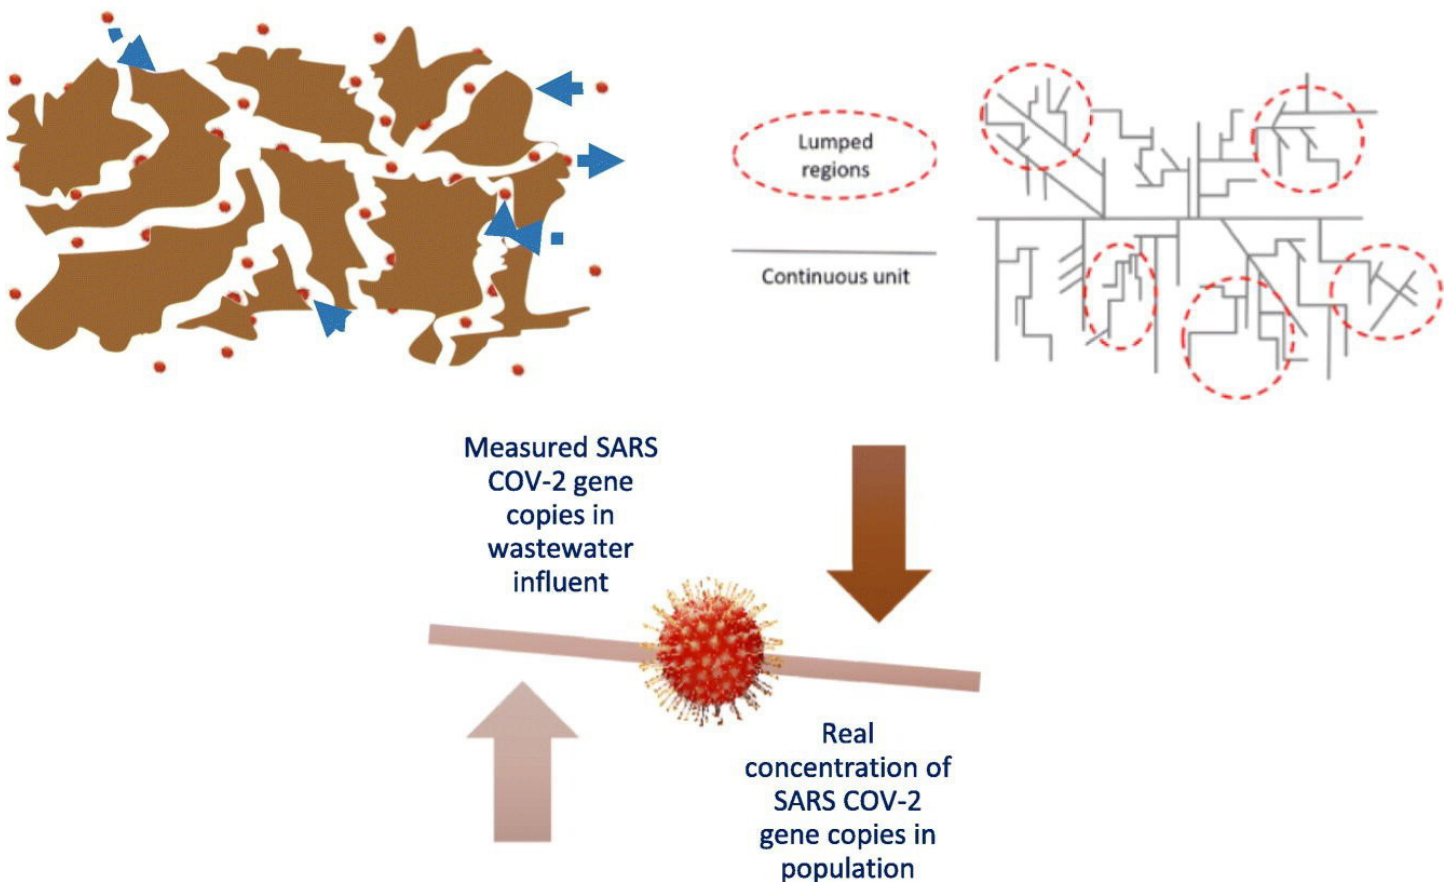 Lumped
regions
Continuous unit
Measured SARS
COV-2 gene
copies in
wastewater
influent
Real
concentration of
SARS COV-2
gene copies in
population